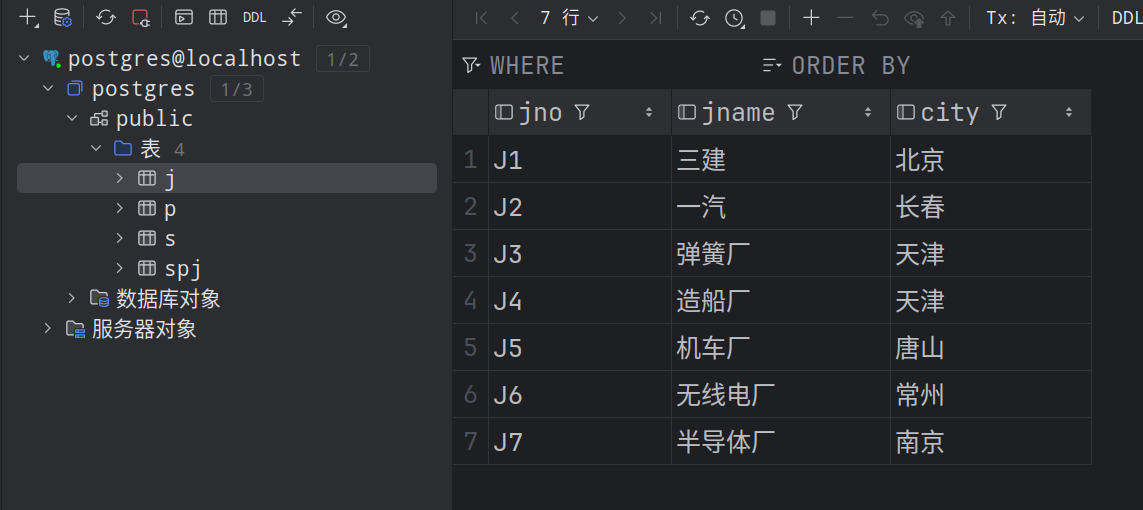 DDL
7 行
Tx: 自动
DDL
postgres@localhost 1/2
postgres 1/3
public
表 4
j
p
s
spj
数据库对象
服务器对象
WHERE
ORDER BY
jno jname city
1 J1 三建 北京
2 J2 一汽 长春
3 J3 弹簧厂 天津
4 J4 造船厂 天津
5 J5 机车厂 唐山
6 J6 无线电厂 常州
7 J7 半导体厂 南京